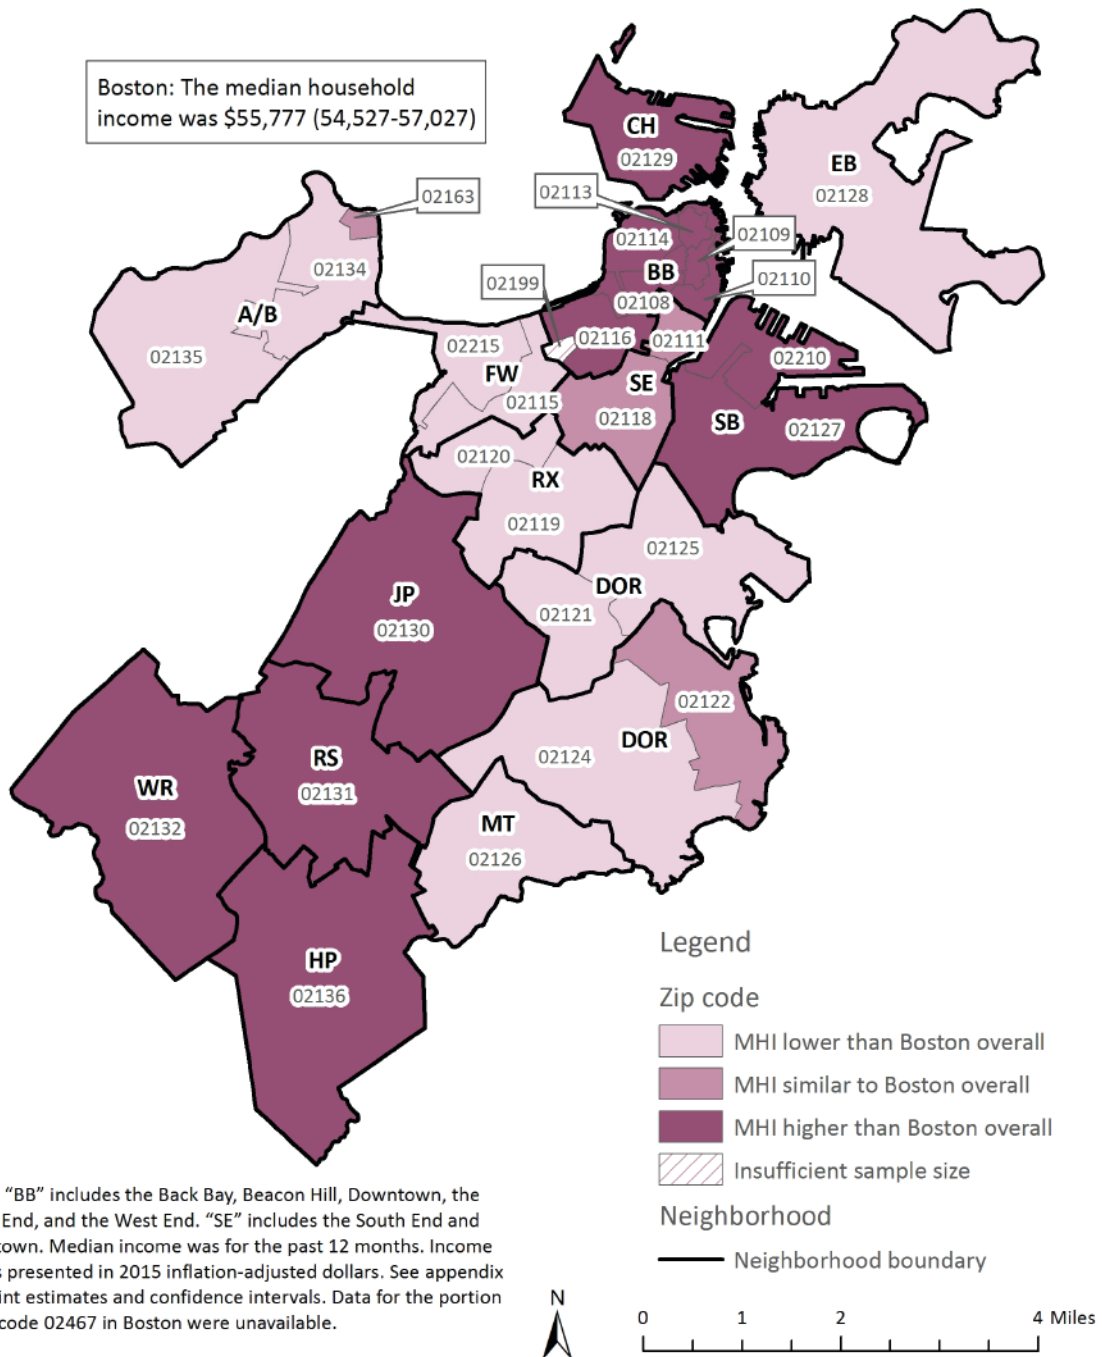 Boston: The median household
income was $55,777 (54,527-57,027)
CH
02129
EB
02128
02163
02113
02114
02109
02134
BB
02199
02110
02108
A/B
02135
02215
02116
02111
02210
FW
SE
02115
02118
SB
02127
02120
RX
02119
02125
JP
DOR
02130
02121
02122
DOR
02124
RS
02131
WR
02132
MT
02126
HP
02136
Legend
Zip code
MHI lower than Boston overall
MHI similar to Boston overall
MHI higher than Boston overall
Insufficient sample size
Neighborhood
Neighborhood boundary
“BB” includes the Back Bay, Beacon Hill, Downtown, the
End, and the West End. “SE” includes the South End and
town. Median income was for the past 12 months. Income
s presented in 2015 inflation-adjusted dollars. See appendix
int estimates and confidence intervals. Data for the portion
code 02467 in Boston were unavailable.
N
0 1 2 4 Miles